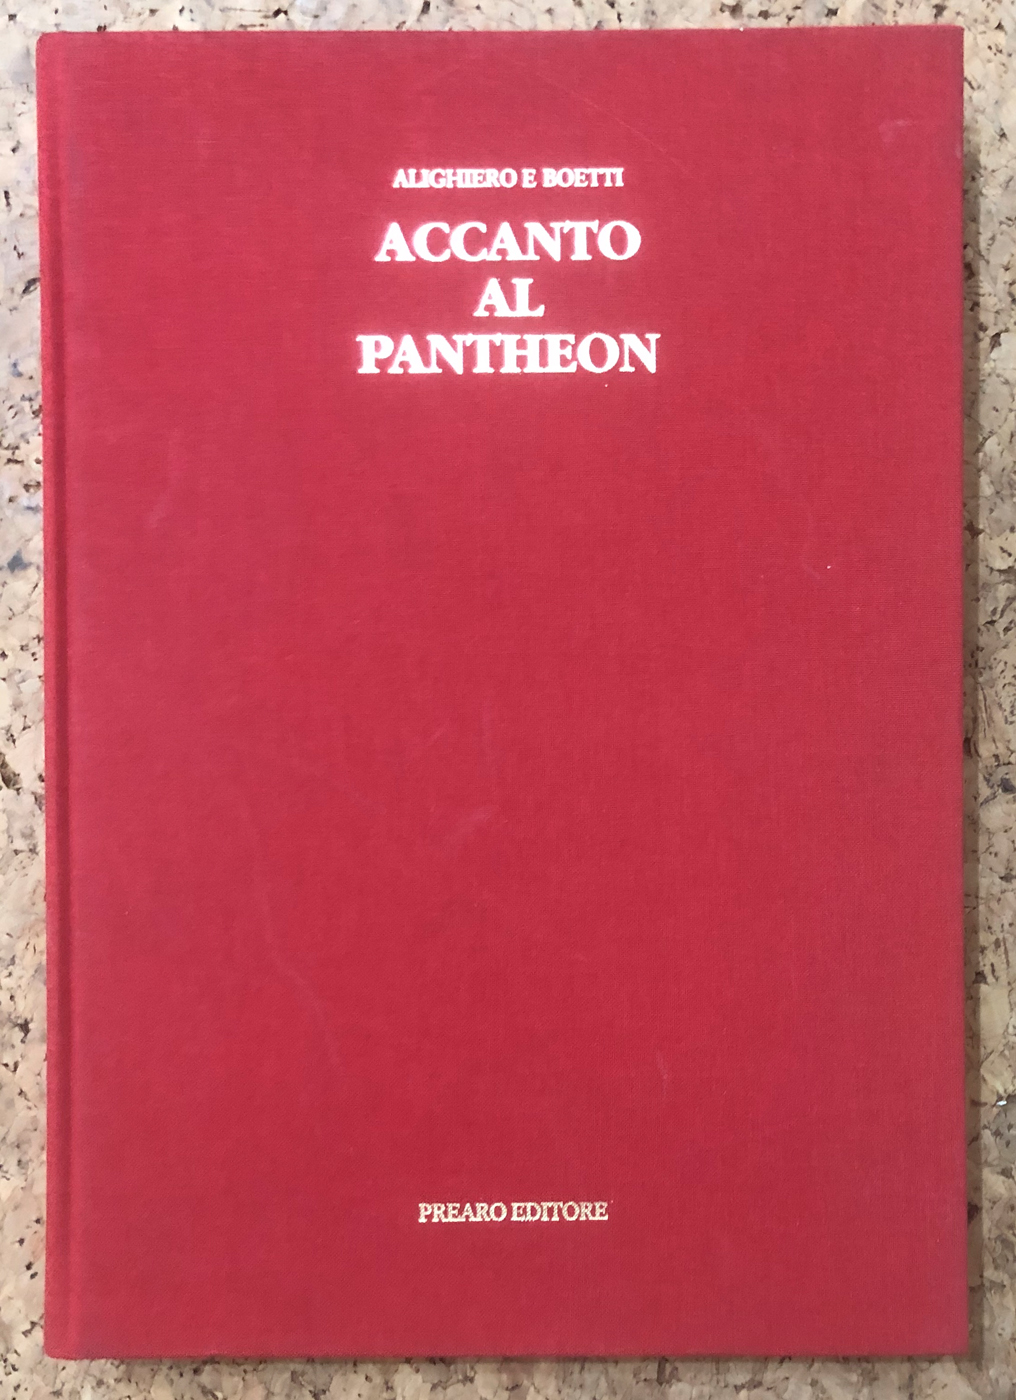 ALIGHIERO E BOETTI
ACCANTO
AL
PANTHEON
PREARO EDITORE